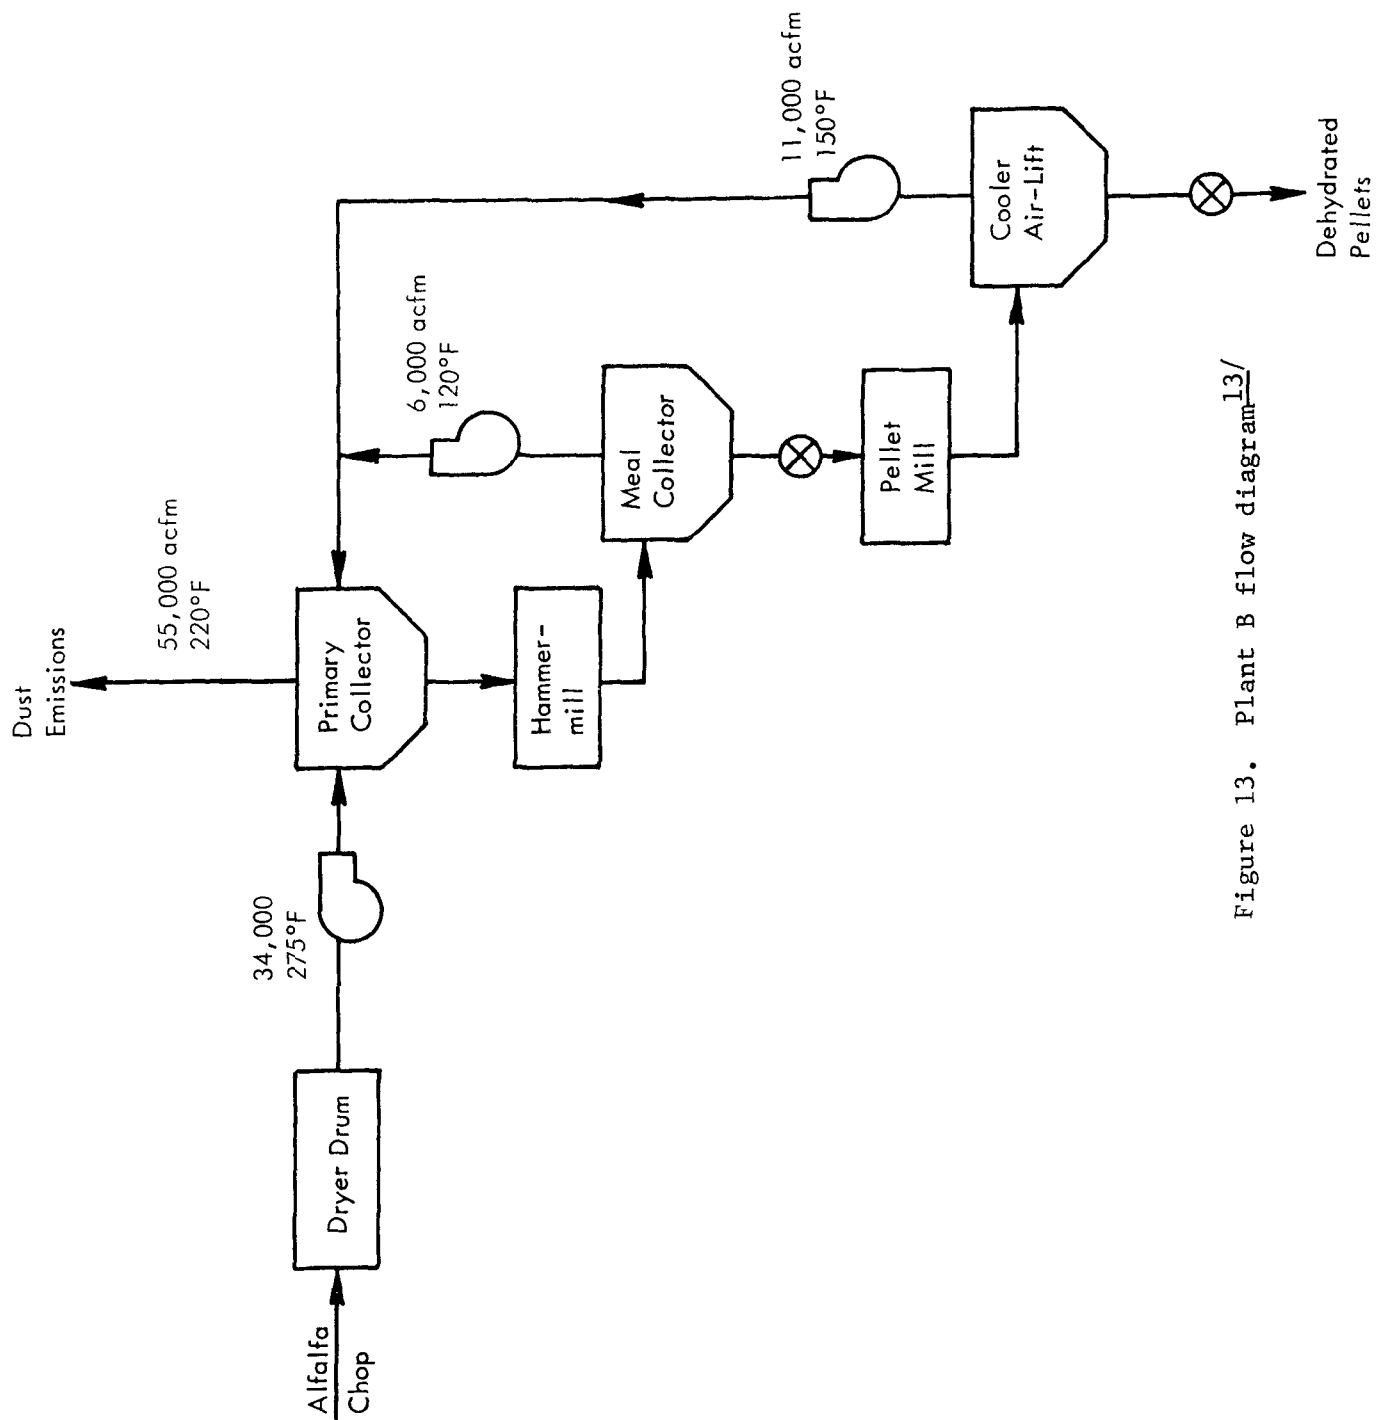 Dust
Emissions
55,000 acfm
220°F
11,000 acfm
150°F
6,000 acfm
120°F
34,000
275°F
Alfalfa
Chop
Dryer Drum
Primary
Collector
Hammer-
mill
Meal
Collector
Pellet
Mill
Cooler
Air-Lift
Dehydrated
Pellets
Figure 13. Plant B flow diagram13/